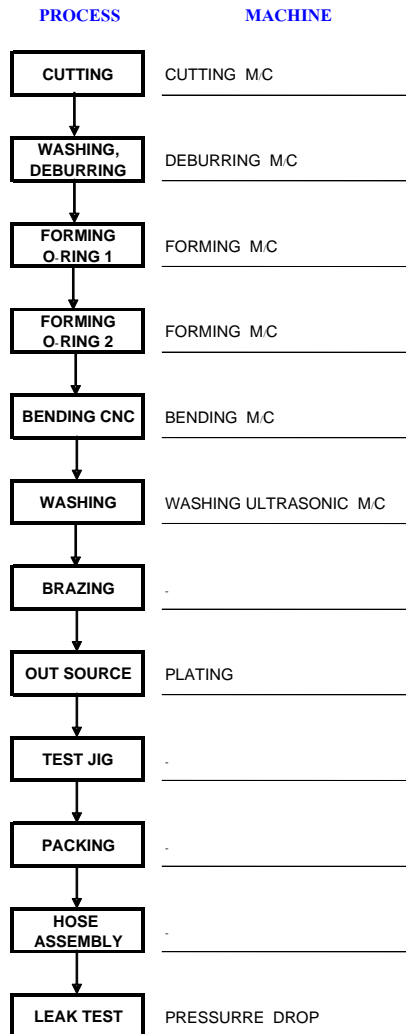 PROCESS MACHINE
CUTTING CUTTING M/C
WASHING,
DEBURRING DEBURRING M/C
FORMING
O-RING 1 FORMING M/C
FORMING
O-RING 2 FORMING M/C
BENDING CNC BENDING M/C
WASHING WASHING ULTRASONIC M/C
BRAZING -
OUT SOURCE PLATING
TEST JIG -
PACKING -
HOSE
ASSEMBLY -
LEAK TEST PRESSURRE DROP